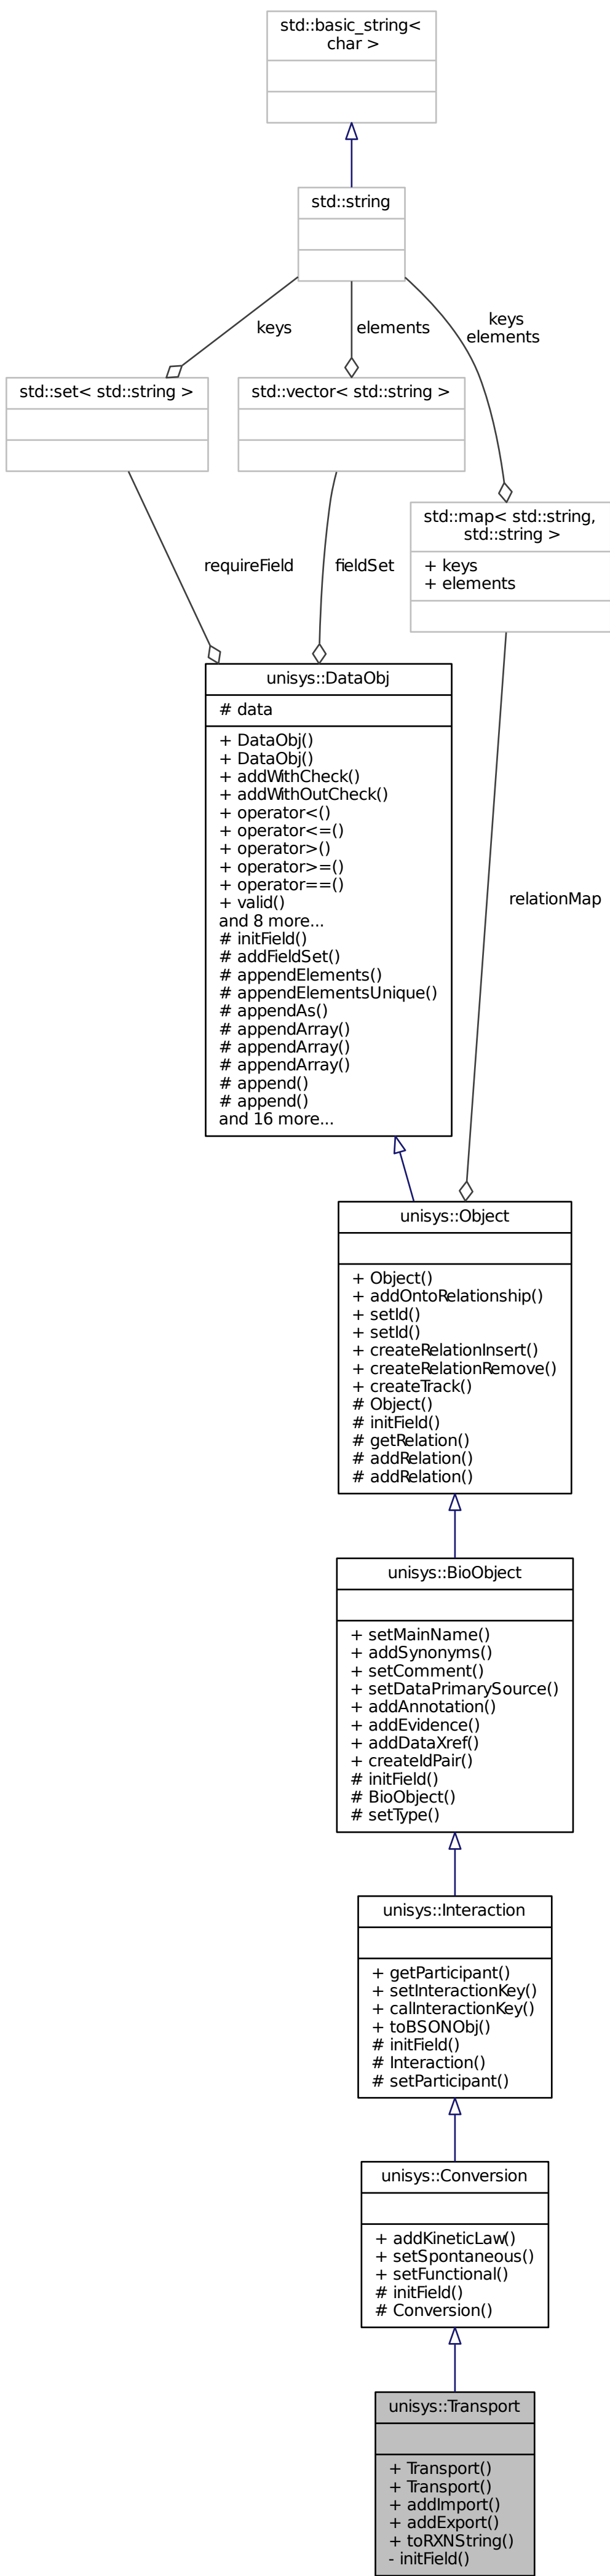 std::basic_string<
char >
std::string
keys
elements
keys
elements
std::set< std::string >
std::vector< std::string >
std::map< std::string,
std::string >
+ keys
+ elements
requireField
fieldSet
unisys::DataObj
# data
+ DataObj()
+ DataObj()
+ addWithCheck()
+ addWithOutCheck()
+ operator<()
+ operator<=()
+ operator>()
+ operator>=()
+ operator==()
+ valid()
and 8 more...
# initField()
# addFieldSet()
# appendElements()
# appendElementsUnique()
# appendAs()
# appendArray()
# appendArray()
# appendArray()
# append()
# append()
and 16 more...
relationMap
unisys::Object
+ Object()
+ addOntoRelationship()
+ setId()
+ setId()
+ createRelationInsert()
+ createRelationRemove()
+ createTrack()
# Object()
# initField()
# getRelation()
# addRelation()
# addRelation()
unisys::BioObject
+ setMainName()
+ addSynonyms()
+ setComment()
+ setDataPrimarySource()
+ addAnnotation()
+ addEvidence()
+ addDataXref()
+ createIdPair()
# initField()
# BioObject()
# setType()
unisys::Interaction
+ getParticipant()
+ setInteractionKey()
+ calInteractionKey()
+ toBSONObj()
# initField()
# Interaction()
# setParticipant()
unisys::Conversion
+ addKineticLaw()
+ setSpontaneous()
+ setFunctional()
# initField()
# Conversion()
unisys::Transport
+ Transport()
+ Transport()
+ addImport()
+ addExport()
+ toRXNString()
- initField()